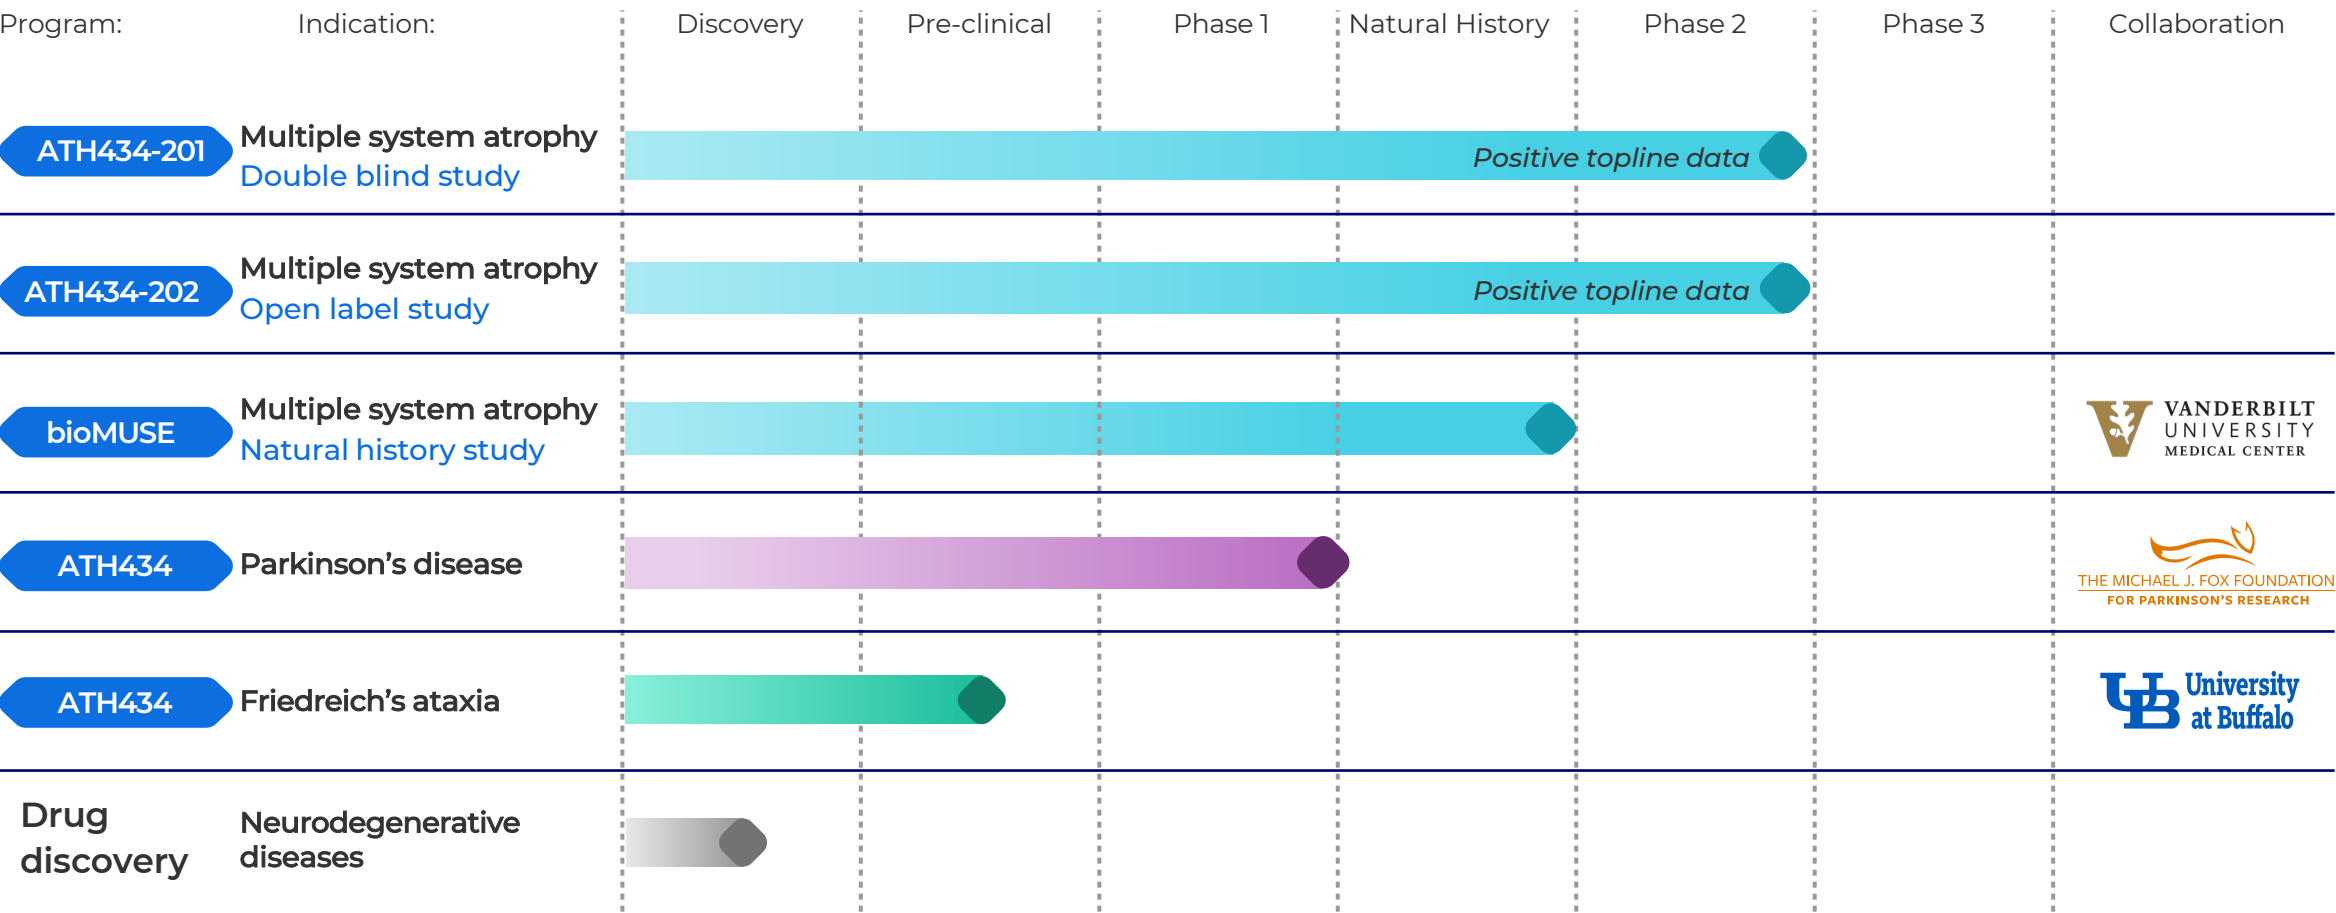 Program: Indication: Discovery Pre-clinical Phase 1 Natural History Phase 2 Phase 3 Collaboration
ATH434-201
Multiple system atrophy
Double blind study
Positive topline data
ATH434-202
Multiple system atrophy
Open label study
Positive topline data
bioMUSE
Multiple system atrophy
Natural history study
VANDERBILT
UNIVERSITY
MEDICAL CENTER
ATH434
Parkinson's disease
THE MICHAEL J. FOX FOUNDATION
FOR PARKINSON'S RESEARCH
ATH434
Friedreich's ataxia
UB
University
at Buffalo
Drug
discovery
Neurodegenerative
diseases